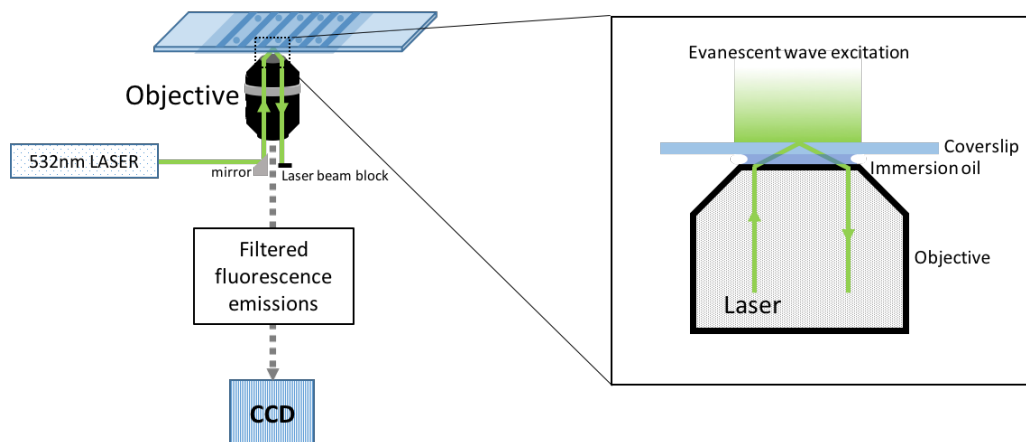 Objective
532nm LASER
mirror
Laser beam block
Filtered
fluorescence
emissions
CCD
Evanescent wave excitation
Coverslip
Immersion oil
Objective
Laser